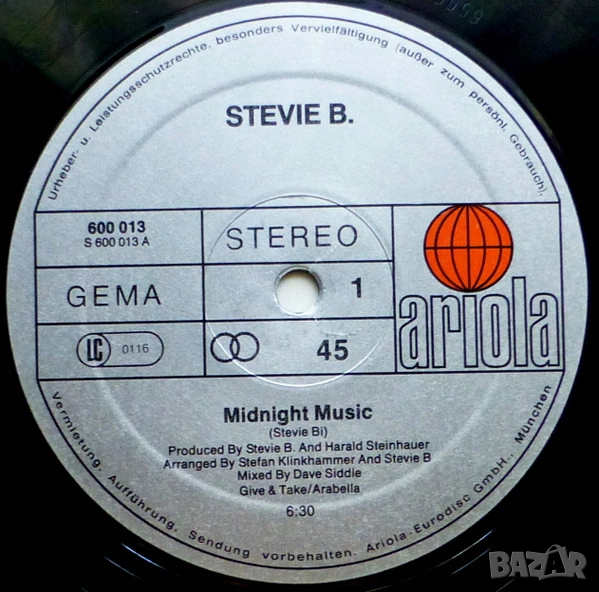 Urheber- u. Leistungsschutzrechte, besonders Vervielfältigung (außer zum persönl. Gebrauch),
STEVIE B.
600 013
S 600 013 A
STEREO
GEMA
1
LC 0116
45
ariola
Midnight Music
(Stevie Bi)
Produced By Stevie B. And Harald Steinhauer
Arranged By Stefan Klinkhammer And Stevie B
Mixed By Dave Siddle
Give & Take/Arabella
6:30
Vermietung, Aufführung, Sendung vorbehalten. Ariola-Eurodisc GmbH., München
BAZAR